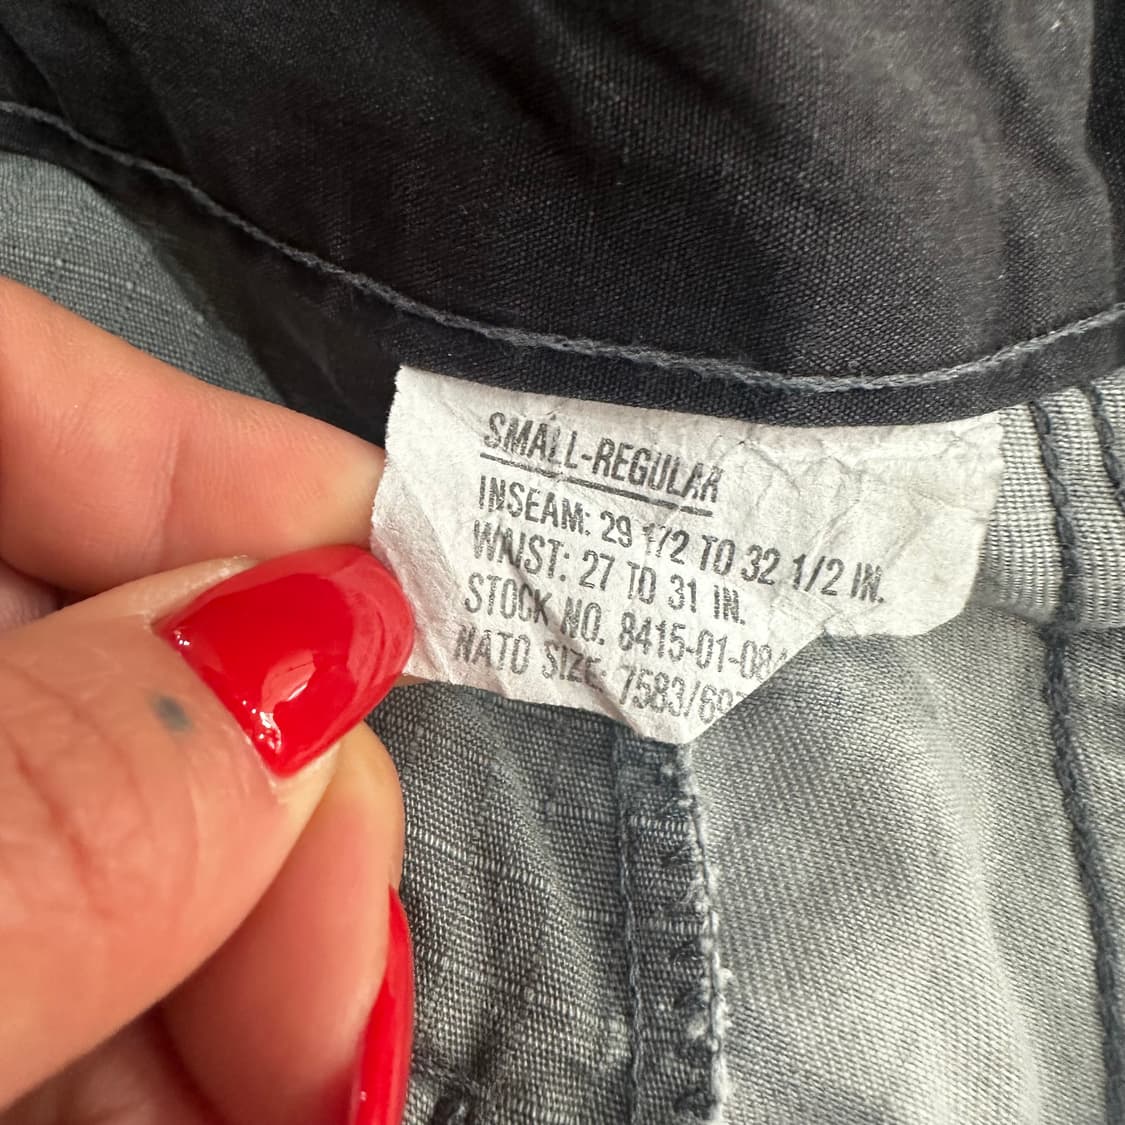 SMALL-REGULAR
INSEAM: 29 1/2 TO 32 1/2 IN.
WAIST: 27 TO 31 IN.
STOCK NO. 8415-01-08
NATO SIZE: 7583/69